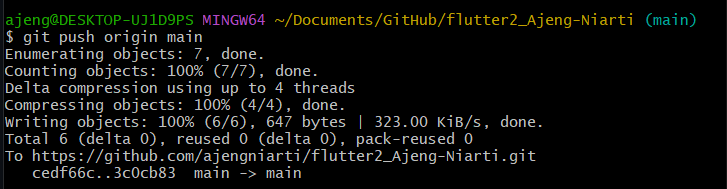 ajeng@DESKTOP-UJ1D9PS MINGW64 ~/Documents/GitHub/flutter2_Ajeng-Niarti (main)
$ git push origin main
Enumerating objects: 7, done.
Counting objects: 100% (7/7), done.
Delta compression using up to 4 threads
Compressing objects: 100% (4/4), done.
Writing objects: 100% (6/6), 647 bytes | 323.00 KiB/s, done.
Total 6 (delta 0), reused 0 (delta 0), pack-reused 0
To https://github.com/ajengniarti/flutter2_Ajeng-Niarti.git
   cedf66c..3c0cb83  main -> main